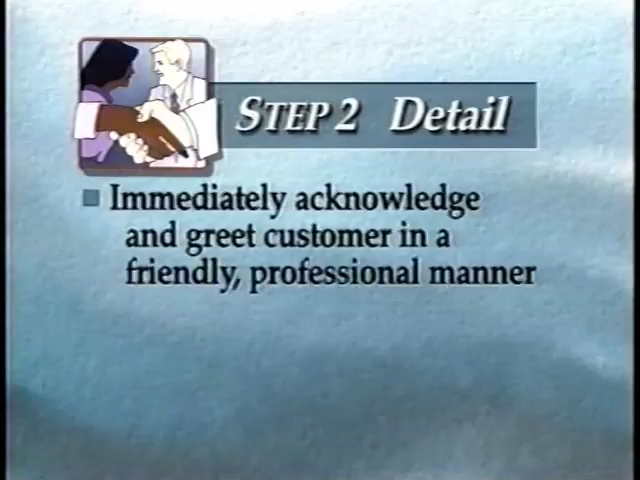 STEP 2 Detail
Immediately acknowledge
and greet customer in a
friendly, professional manner